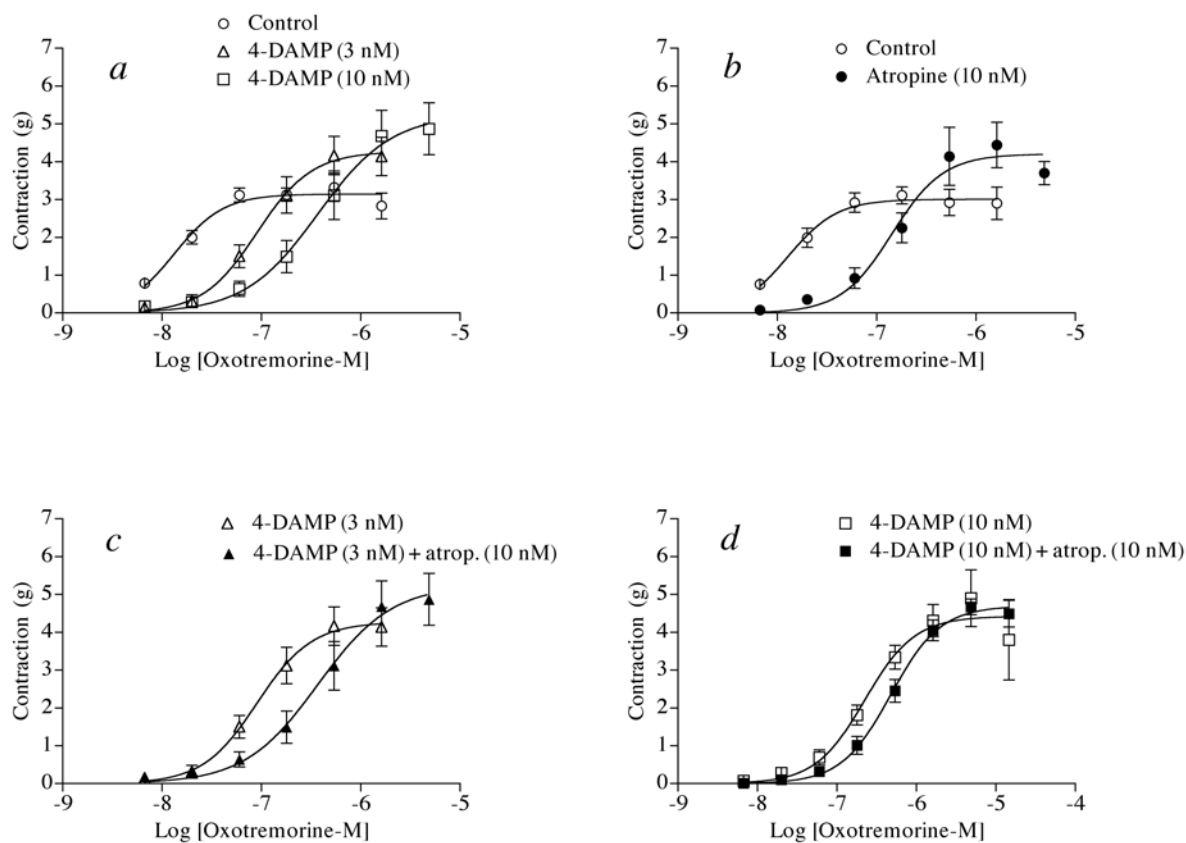 Control
4-DAMP (3 nM)
4-DAMP (10 nM)
a
Contraction (g)
7
6
5
4
3
2
1
0
-9 -8 -7 -6 -5
Log [Oxotremorine-M]
Control
Atropine (10 nM)
b
Contraction (g)
7
6
5
4
3
2
1
0
-9 -8 -7 -6 -5
Log [Oxotremorine-M]
4-DAMP (3 nM)
4-DAMP (3 nM) + atrop. (10 nM)
c
Contraction (g)
7
6
5
4
3
2
1
0
-9 -8 -7 -6 -5
Log [Oxotremorine-M]
4-DAMP (10 nM)
4-DAMP (10 nM) + atrop. (10 nM)
d
Contraction (g)
7
6
5
4
3
2
1
0
-9 -8 -7 -6 -5 -4
Log [Oxotremorine-M]